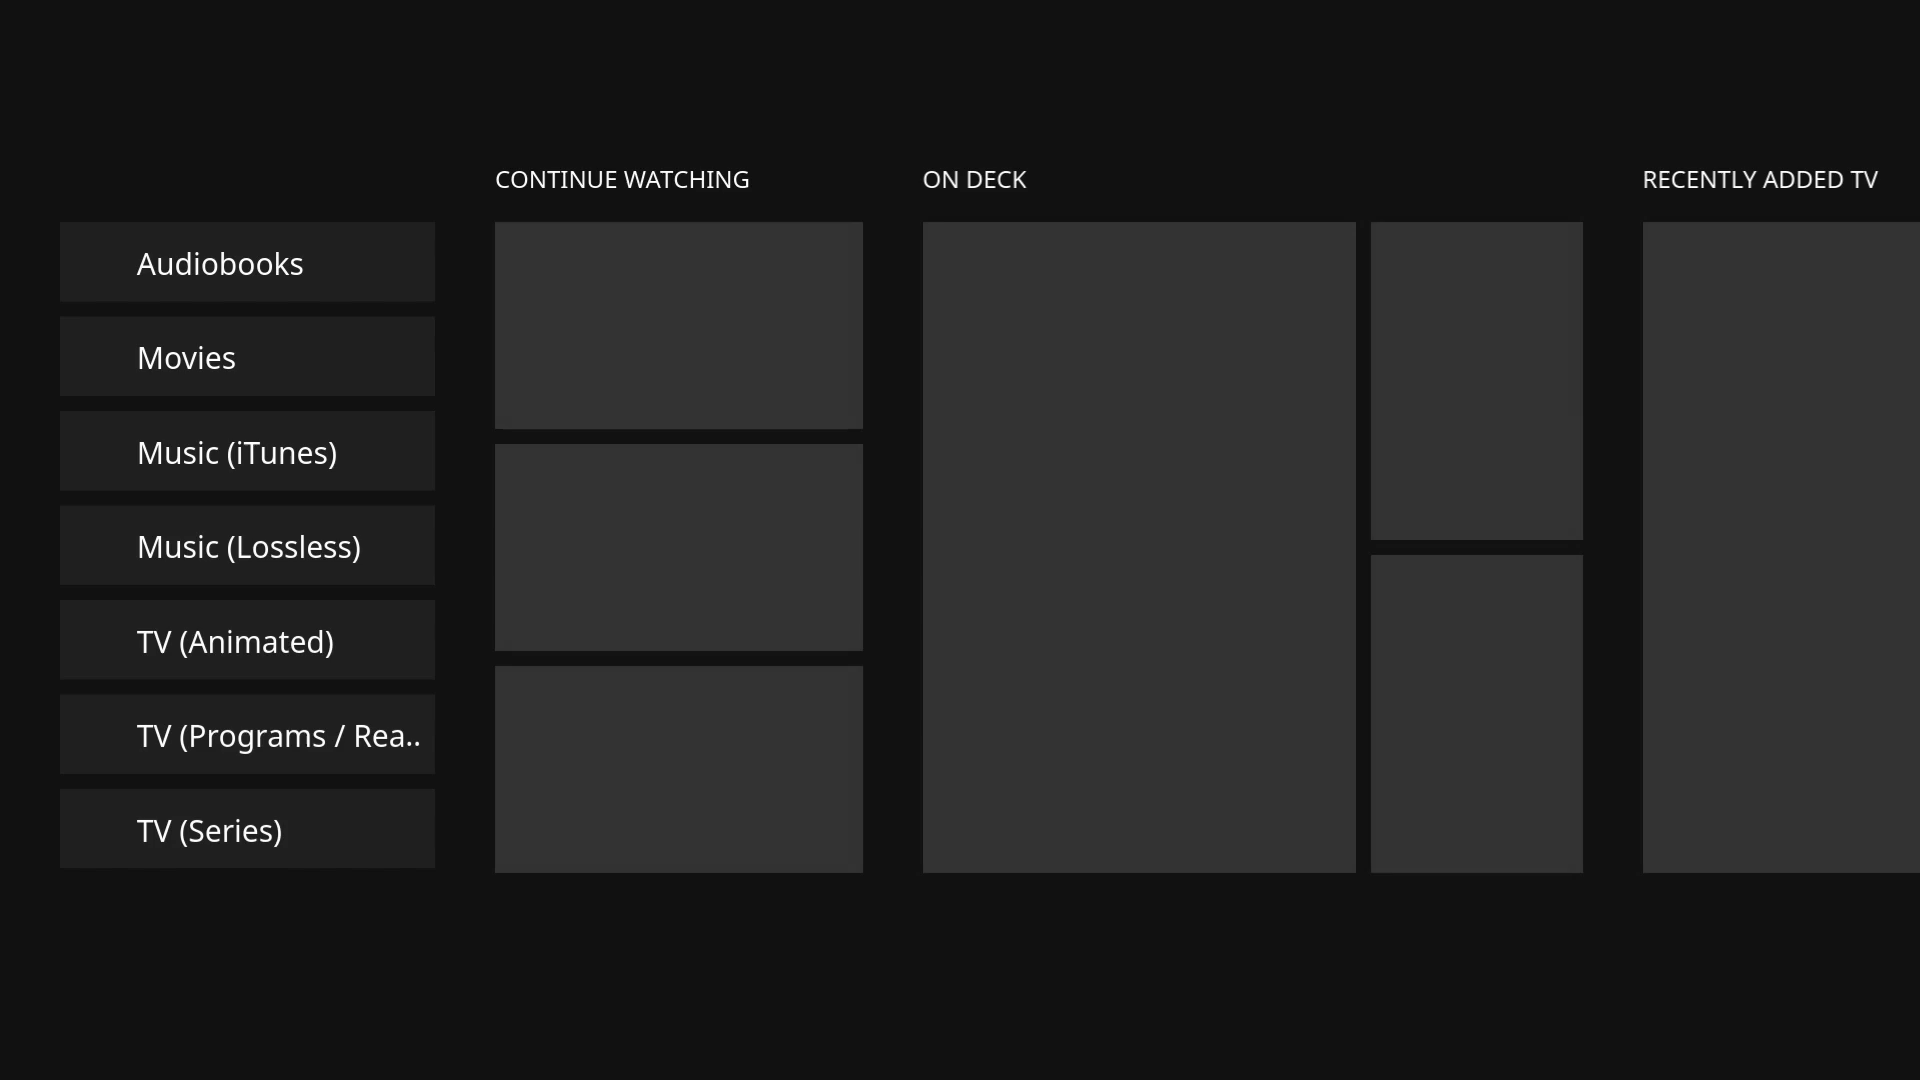 CONTINUE WATCHING
ON DECK
RECENTLY ADDED TV
Audiobooks
Movies
Music (iTunes)
Music (Lossless)
TV (Animated)
TV (Programs / Rea..
TV (Series)